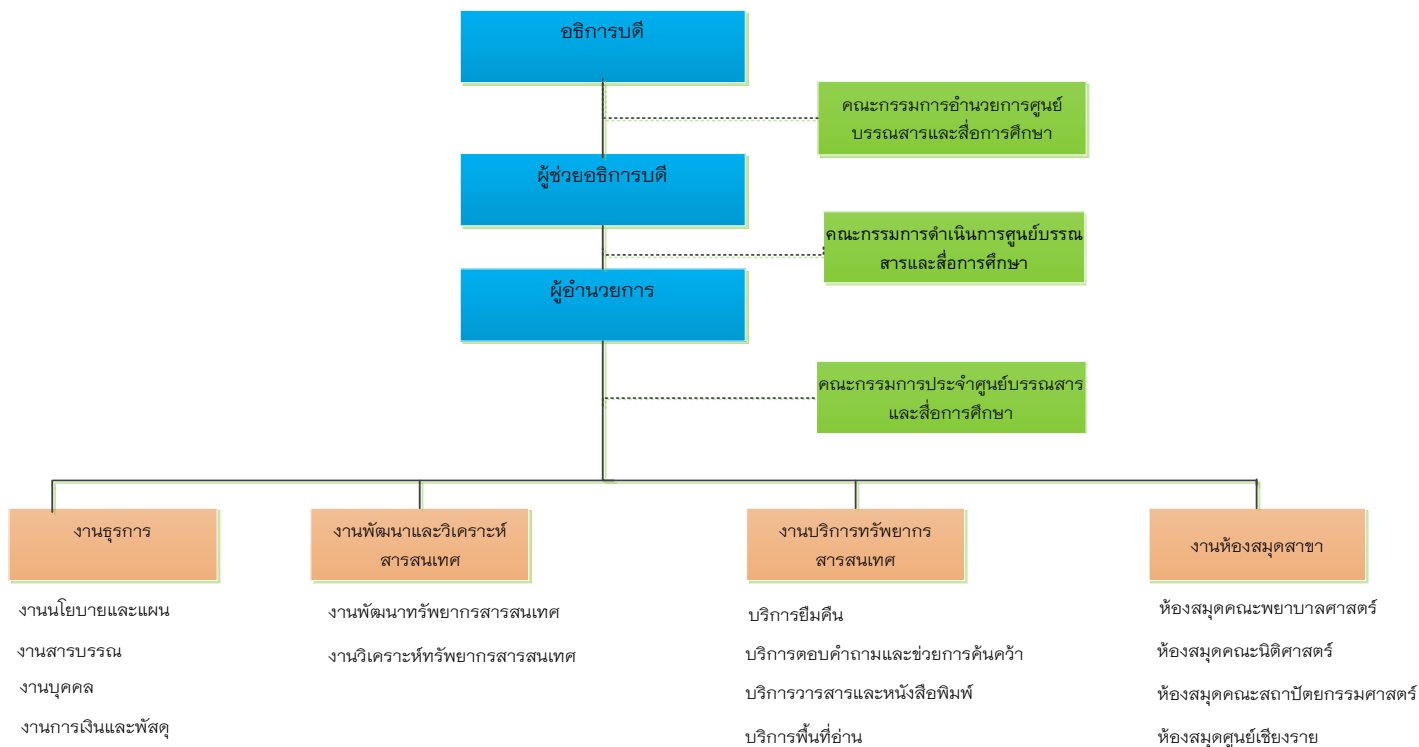 อธิการบดี
คณะกรรมการอำนวยการศูนย์
บรรณสารและสื่อการศึกษา
ผู้ช่วยอธิการบดี
คณะกรรมการดำเนินการศูนย์บรรณ
สารและสื่อการศึกษา
ผู้อำนวยการ
คณะกรรมการประจำศูนย์บรรณสาร
และสื่อการศึกษา
งานธุรการ
งานนโยบายและแผน
งานสารบรรณ
งานบุคคล
งานการเงินและพัสดุ
งานพัฒนาและวิเคราะห์
สารสนเทศ
งานพัฒนาทรัพยากรสารสนเทศ
งานวิเคราะห์ทรัพยากรสารสนเทศ
งานบริการทรัพยากร
สารสนเทศ
บริการยืมคืน
บริการตอบคำถามและช่วยการค้นคว้า
บริการวารสารและหนังสือพิมพ์
บริการพื้นที่อ่าน
งานห้องสมุดสาขา
ห้องสมุดคณะพยาบาลศาสตร์
ห้องสมุดคณะนิติศาสตร์
ห้องสมุดคณะสถาปัตยกรรมศาสตร์
ห้องสมุดศูนย์เชียงราย